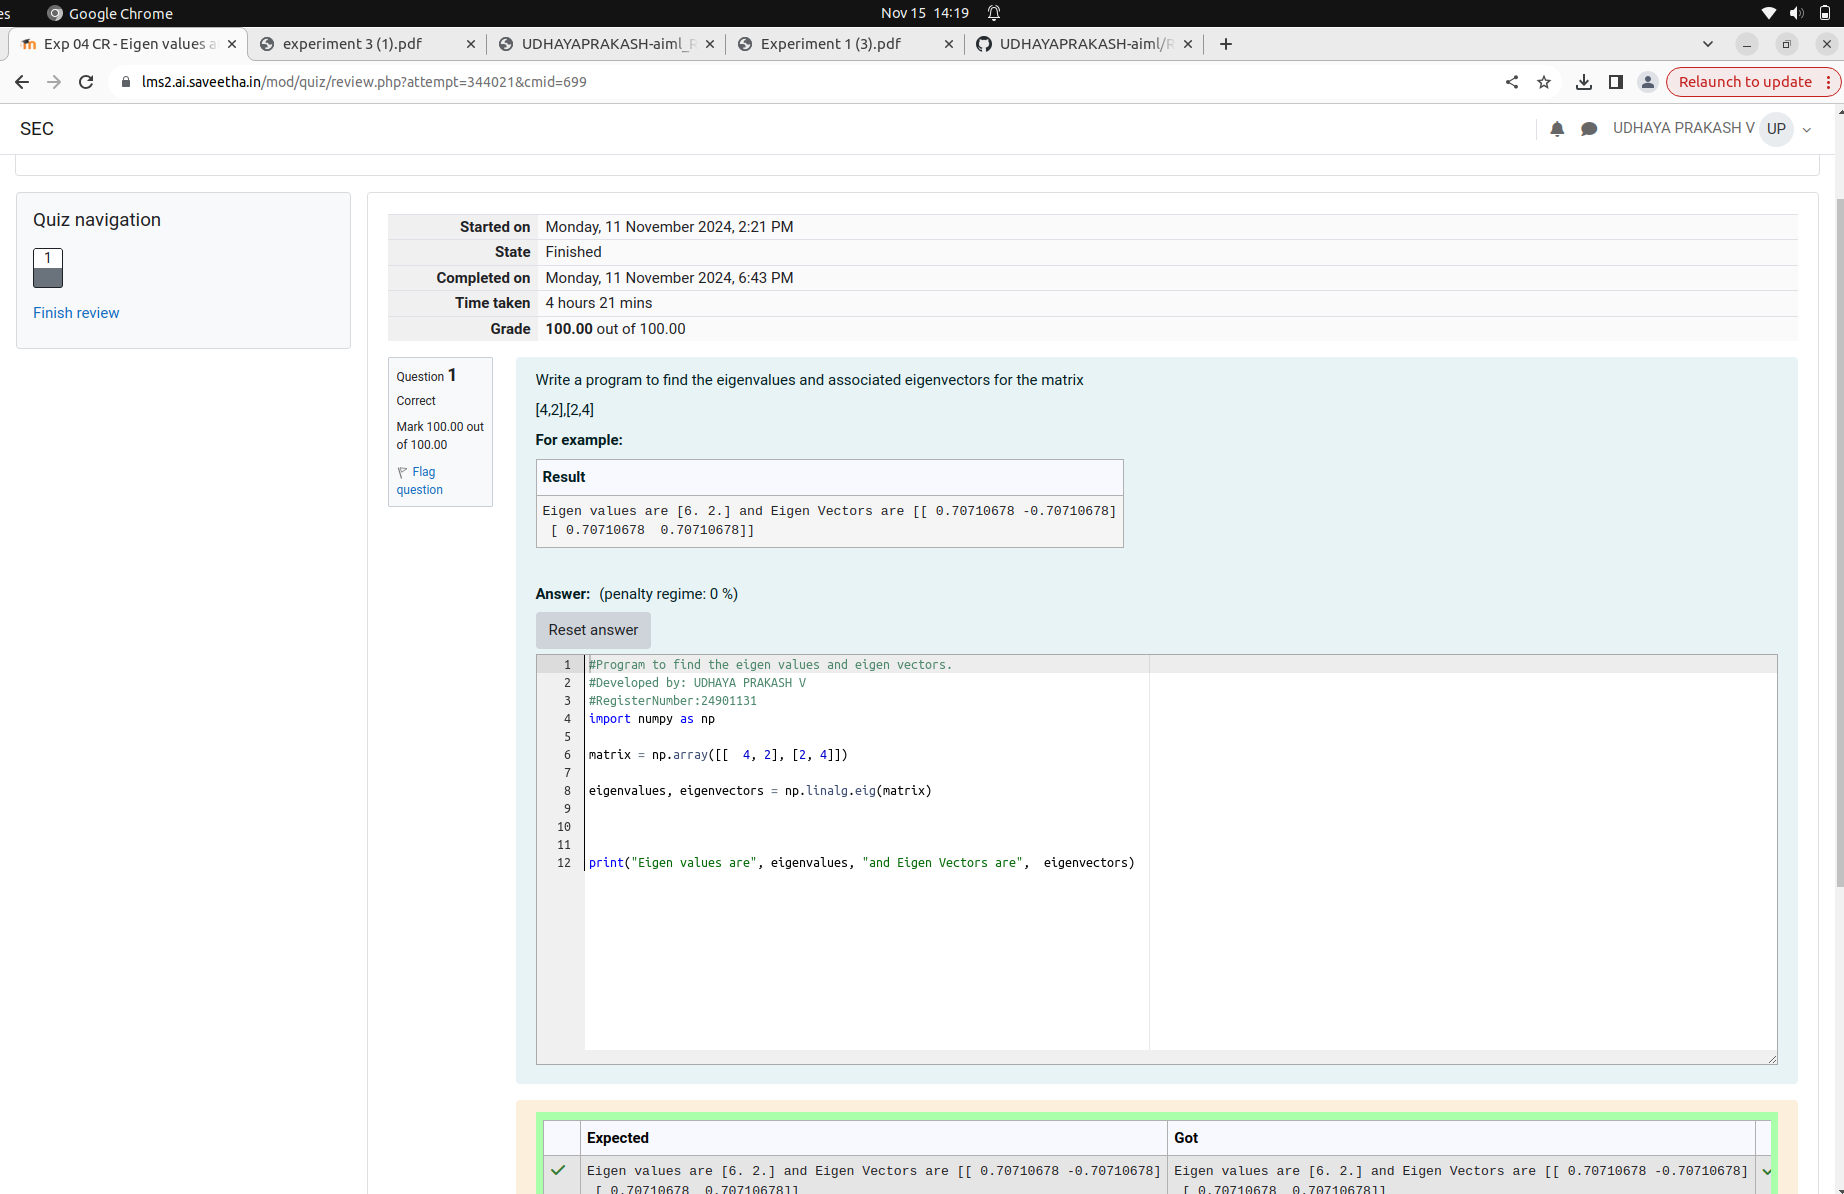 es Google Chrome Nov 15 14:19
Exp 04 CR - Eigen values a experiment 3 (1).pdf UDHAYAPRAKASH-aiml_R Experiment 1 (3).pdf UDHAYAPRAKASH-aiml/R
lms2.ai.saveetha.in/mod/quiz/review.php?attempt=344021&cmid=699 Relaunch to update
SEC UDHAYA PRAKASH V UP
Quiz navigation
1
Finish review
Started on Monday, 11 November 2024, 2:21 PM
State Finished
Completed on Monday, 11 November 2024, 6:43 PM
Time taken 4 hours 21 mins
Grade 100.00 out of 100.00
Question 1
Correct
Mark 100.00 out
of 100.00
Flag
question
Write a program to find the eigenvalues and associated eigenvectors for the matrix
[4,2],[2,4]
For example:
Result
Eigen values are [6. 2.] and Eigen Vectors are [[ 0.70710678 -0.70710678]
[ 0.70710678  0.70710678]]
Answer: (penalty regime: 0 %)
Reset answer
1 #Program to find the eigen values and eigen vectors.
2 #Developed by: UDHAYA PRAKASH V
3 #RegisterNumber:24901131
4 import numpy as np
5
6 matrix = np.array([[  4, 2], [2, 4]])
7
8 eigenvalues, eigenvectors = np.linalg.eig(matrix)
9
10
11
12 print("Eigen values are", eigenvalues, "and Eigen Vectors are",  eigenvectors)
Expected Got
Eigen values are [6. 2.] and Eigen Vectors are [[ 0.70710678 -0.70710678] Eigen values are [6. 2.] and Eigen Vectors are [[ 0.70710678 -0.70710678]
[ 0.70710678  0.70710678]] [ 0.70710678  0.70710678]]